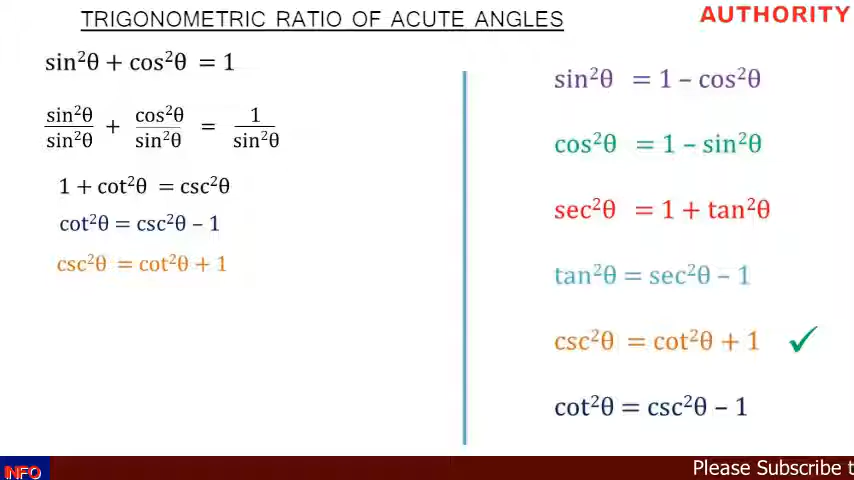 TRIGONOMETRIC RATIO OF ACUTE ANGLES
AUTHORITY
sin²θ + cos²θ = 1
sin²θ/sin²θ + cos²θ/sin²θ = 1/sin²θ
1 + cot²θ = csc²θ
cot²θ = csc²θ – 1
csc²θ = cot²θ + 1
sin²θ = 1 – cos²θ
cos²θ = 1 – sin²θ
sec²θ = 1 + tan²θ
tan²θ = sec²θ – 1
csc²θ = cot²θ + 1 ✓
cot²θ = csc²θ – 1
INFO
Please Subscribe t